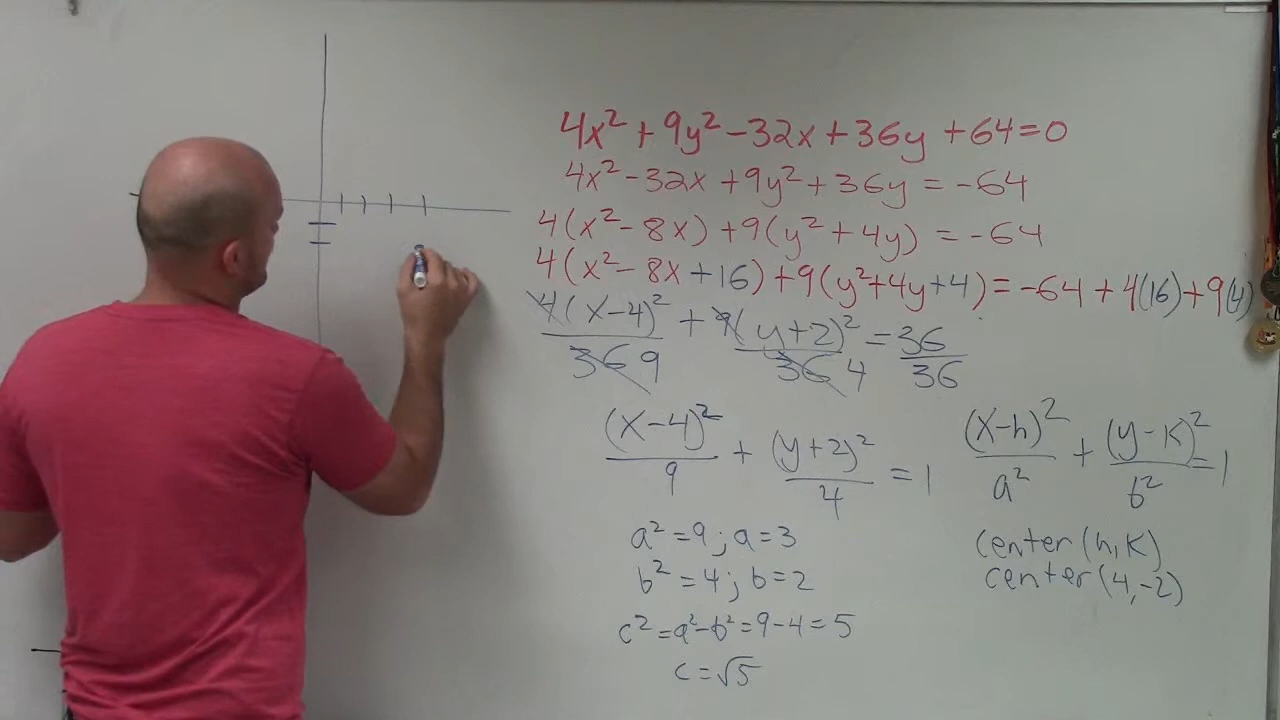 4x² + 9y² - 32x + 36y + 64 = 0
4x² - 32x + 9y² + 36y = -64
4(x² - 8x) + 9(y² + 4y) = -64
4(x² - 8x + 16) + 9(y² + 4y + 4) = -64 + 4(16) + 9(4)
4(x-4)²/36 9 + 9(y+2)²/36 4 = 36/36
(x-4)²/9 + (y+2)²/4 = 1
(x-h)²/a² + (y-k)²/b² = 1
a² = 9; a = 3
b² = 4; b = 2
c² = a² - b² = 9 - 4 = 5
c = √5
center (h, k)
center (4, -2)